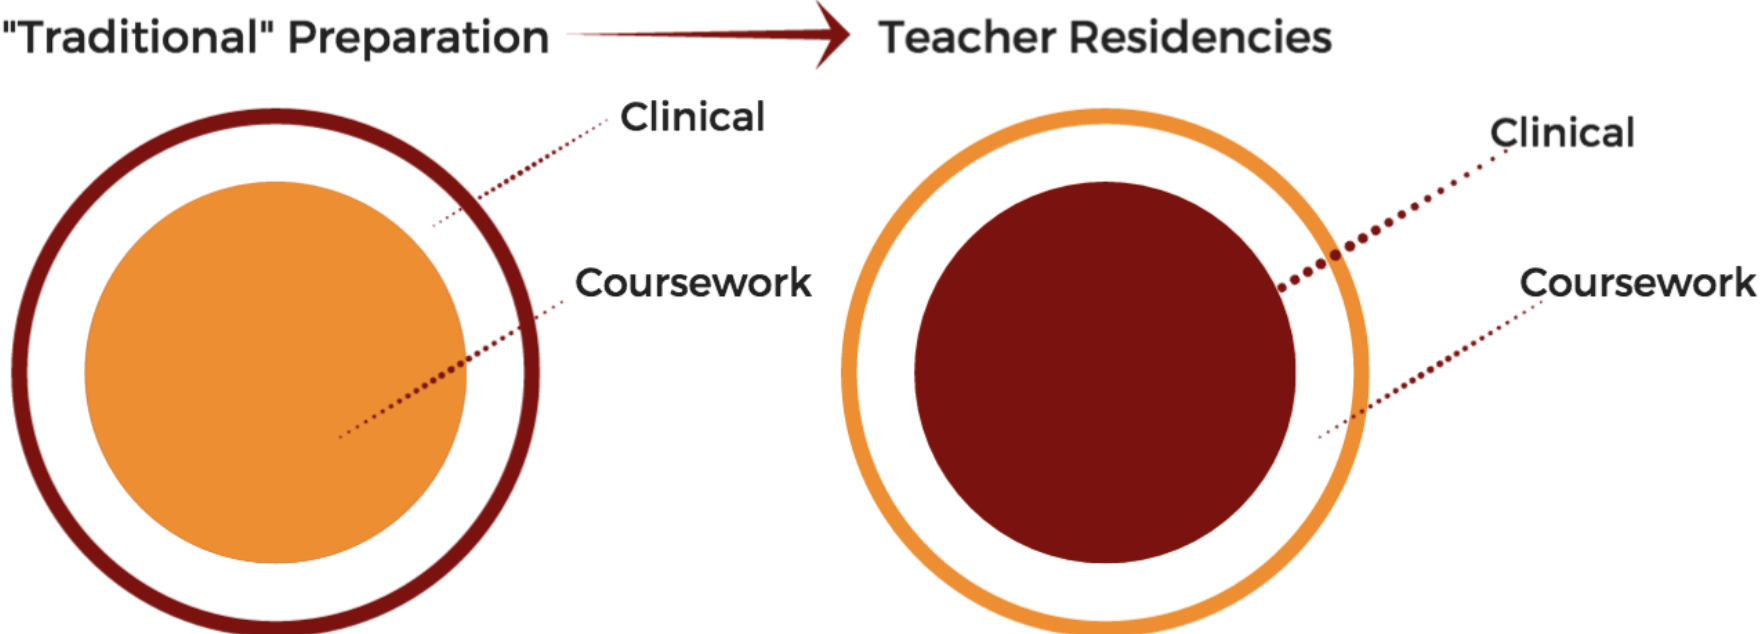 "Traditional" Preparation
Teacher Residencies
Clinical
Coursework
Clinical
Coursework